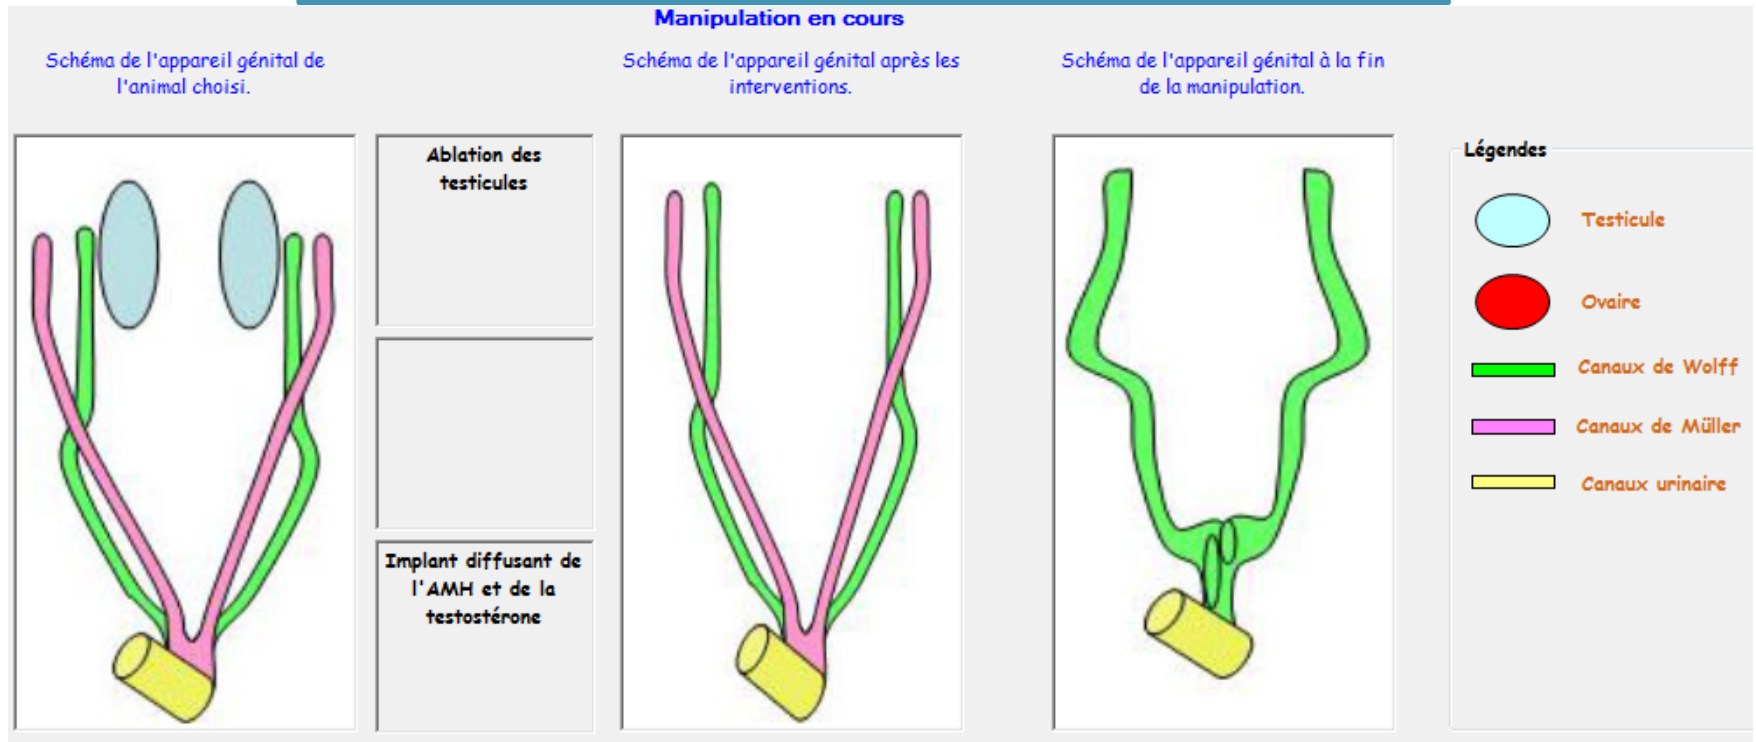 Manipulation en cours
Schéma de l'appareil génital de
l'animal choisi.
Schéma de l'appareil génital après les
interventions.
Schéma de l'appareil génital à la fin
de la manipulation.
Ablation des
testicules
Implant diffusant de
l'AMH et de la
testostérone
Légendes
Testicule
Ovaire
Canaux de Wolff
Canaux de Müller
Canaux urinaire